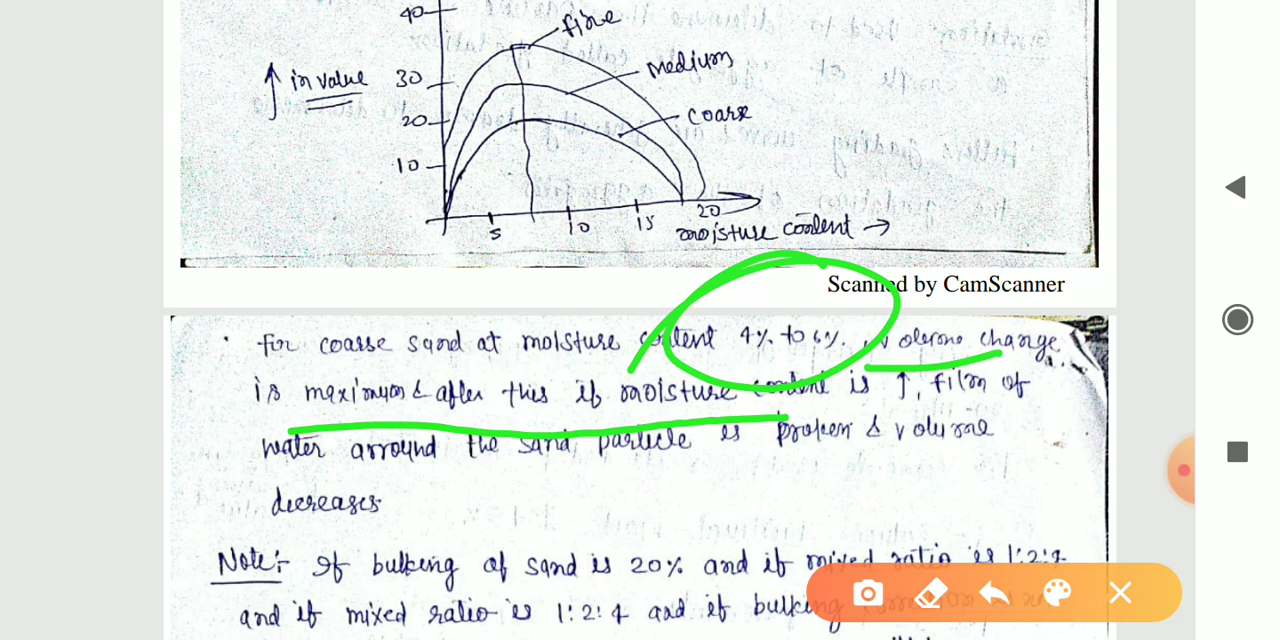 40
fine
↑ in value
30
medium
20
coarse
10
5 10 15 20
moisture content →
Scanned by CamScanner
• For coarse sand at moisture content 4% to 6%. volume change
is maximum & after this if moisture content is ↑, film of
water arround the sand particle is broken & volume
decreases
Note:- If bulking of sand is 20% and if mixed ratio is 1:2:4
and if mixed ratio is 1:2:4 and if bulking